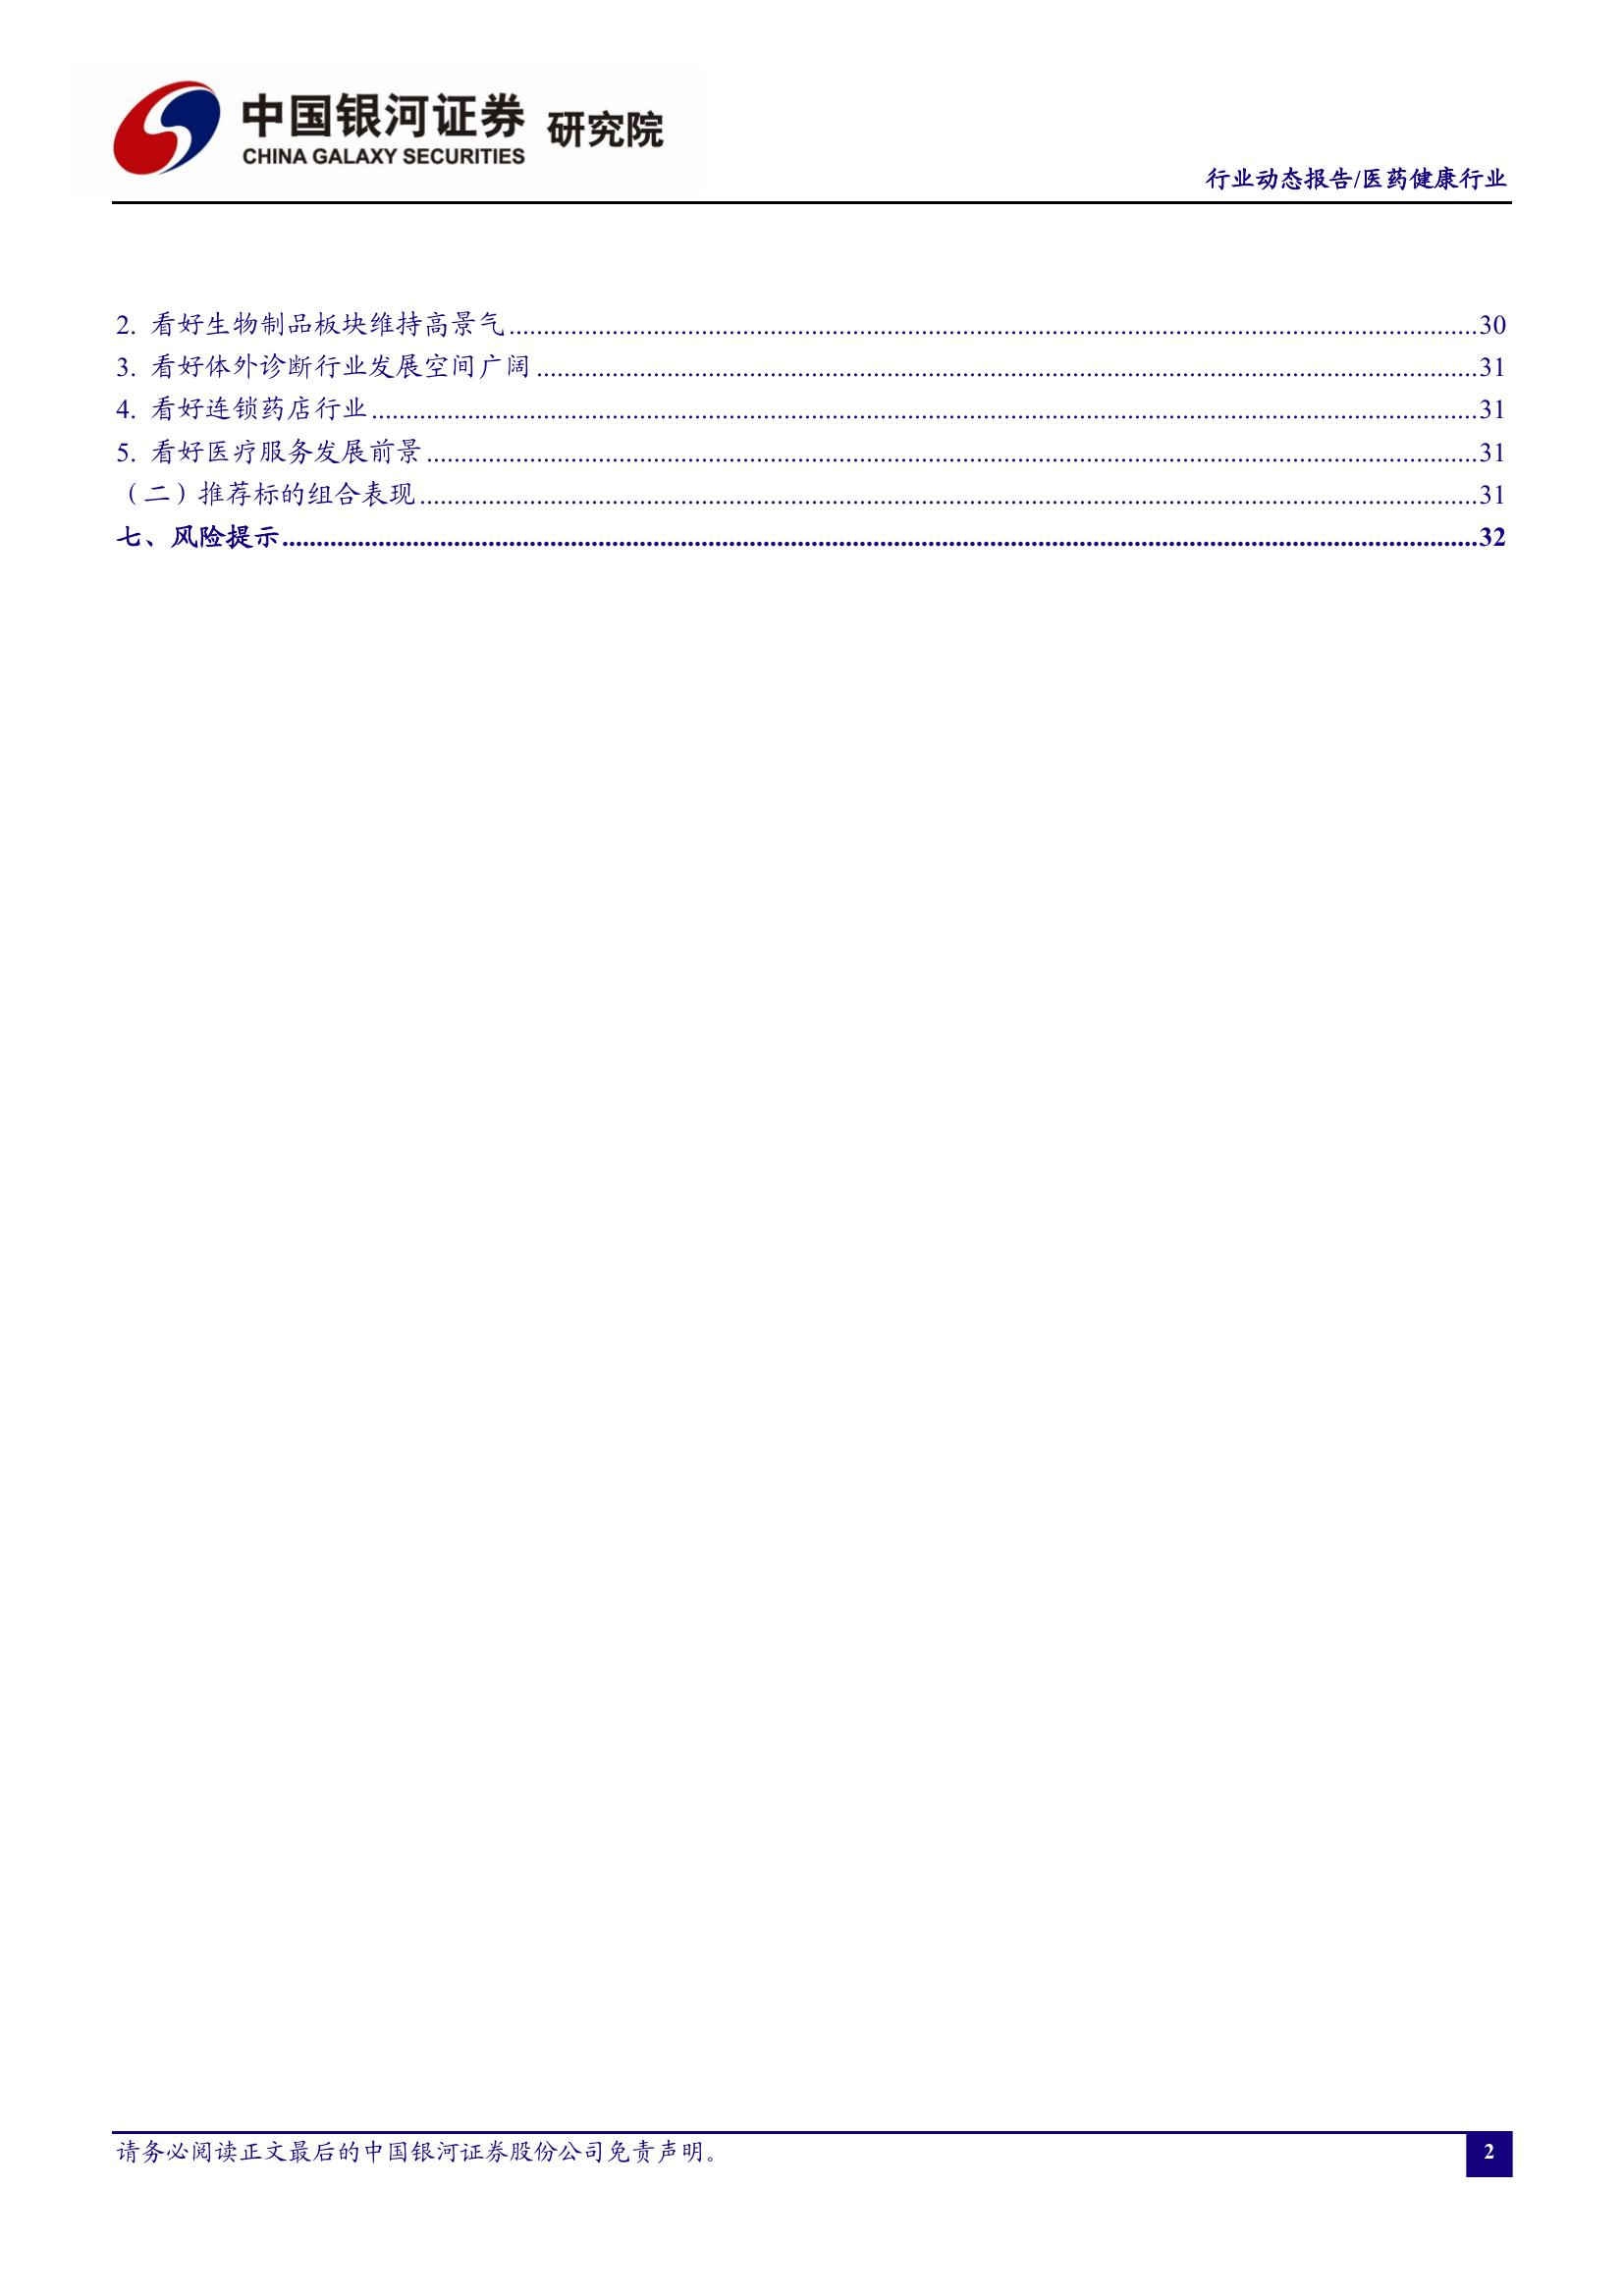 中国银河证券 研究院
CHINA GALAXY SECURITIES
行业动态报告/医药健康行业
2. 看好生物制品板块维持高景气........................30
3. 看好体外诊断行业发展空间广阔........................31
4. 看好连锁药店行业........................31
5. 看好医疗服务发展前景........................31
（二）推荐标的组合表现........................31
七、风险提示........................32
请务必阅读正文最后的中国银河证券股份公司免责声明。
2